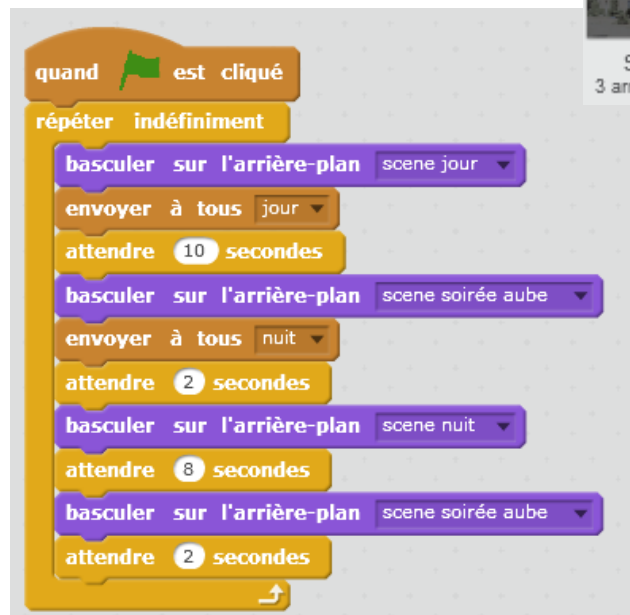 quand est cliqué
répéter indéfiniment
basculer sur l'arrière-plan scene jour
envoyer à tous jour
attendre 10 secondes
basculer sur l'arrière-plan scene soirée aube
envoyer à tous nuit
attendre 2 secondes
basculer sur l'arrière-plan scene nuit
attendre 8 secondes
basculer sur l'arrière-plan scene soirée aube
attendre 2 secondes
3 ar